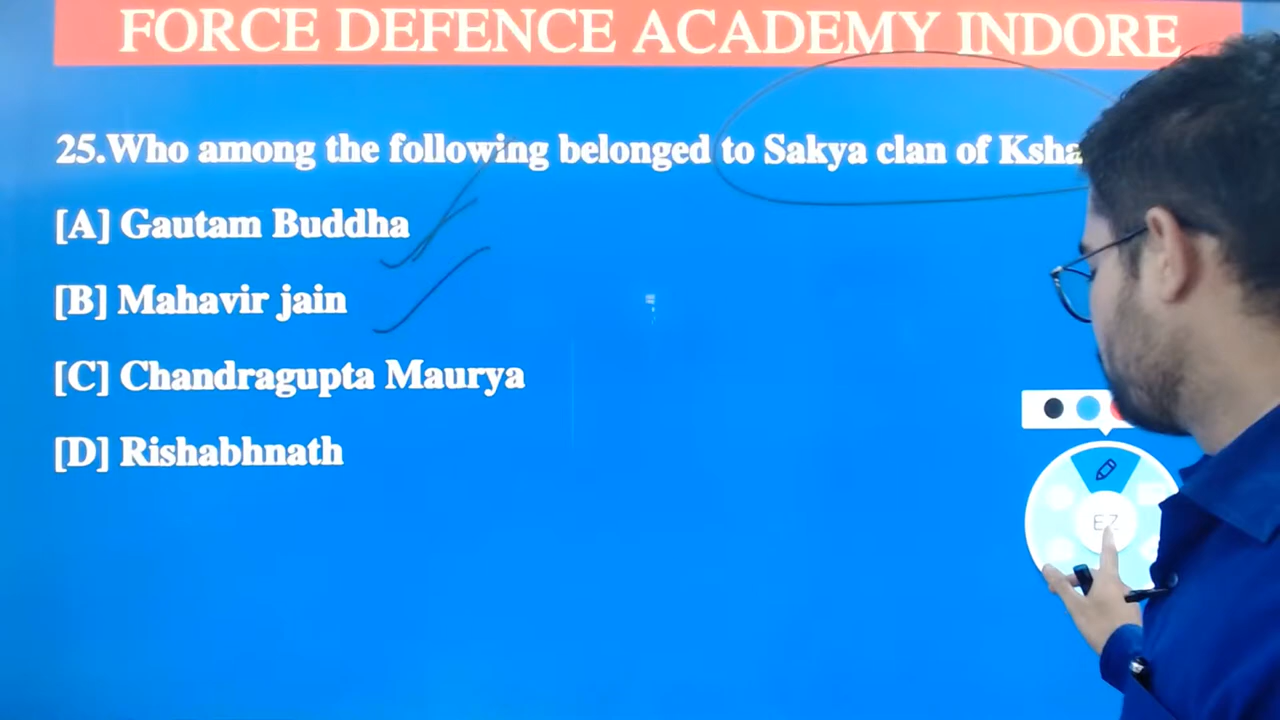 FORCE DEFENCE ACADEMY INDORE
25.Who among the following belonged to Sakya clan of
[A] Gautam Buddha
[B] Mahavir jain
[C] Chandragupta Maurya
[D] Rishabhnath
EZ